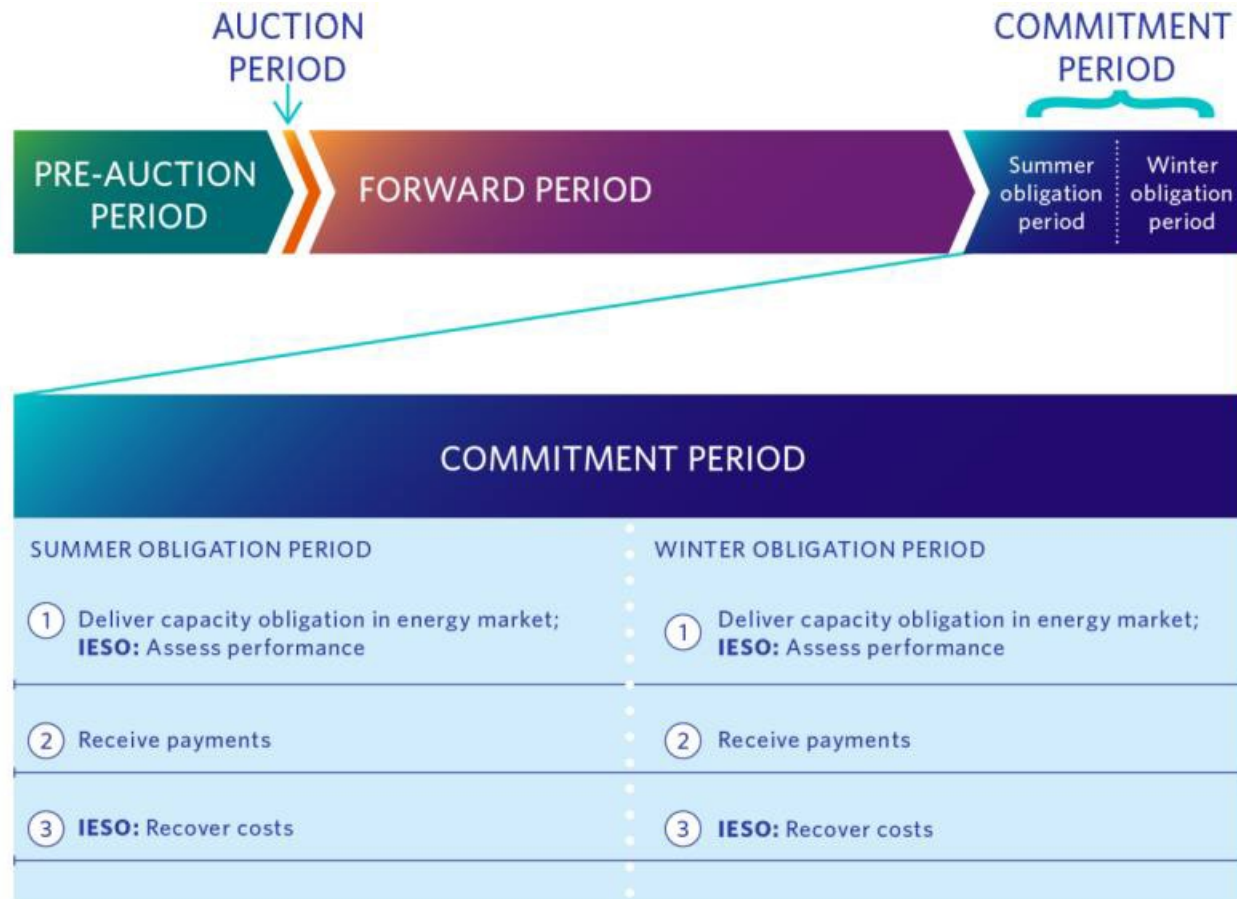 AUCTION
PERIOD
COMMITMENT
PERIOD
PRE-AUCTION
PERIOD
FORWARD PERIOD
Summer
obligation
period
Winter
obligation
period
COMMITMENT PERIOD
SUMMER OBLIGATION PERIOD
1 Deliver capacity obligation in energy market;
IESO: Assess performance
2 Receive payments
3 IESO: Recover costs
WINTER OBLIGATION PERIOD
1 Deliver capacity obligation in energy market;
IESO: Assess performance
2 Receive payments
3 IESO: Recover costs